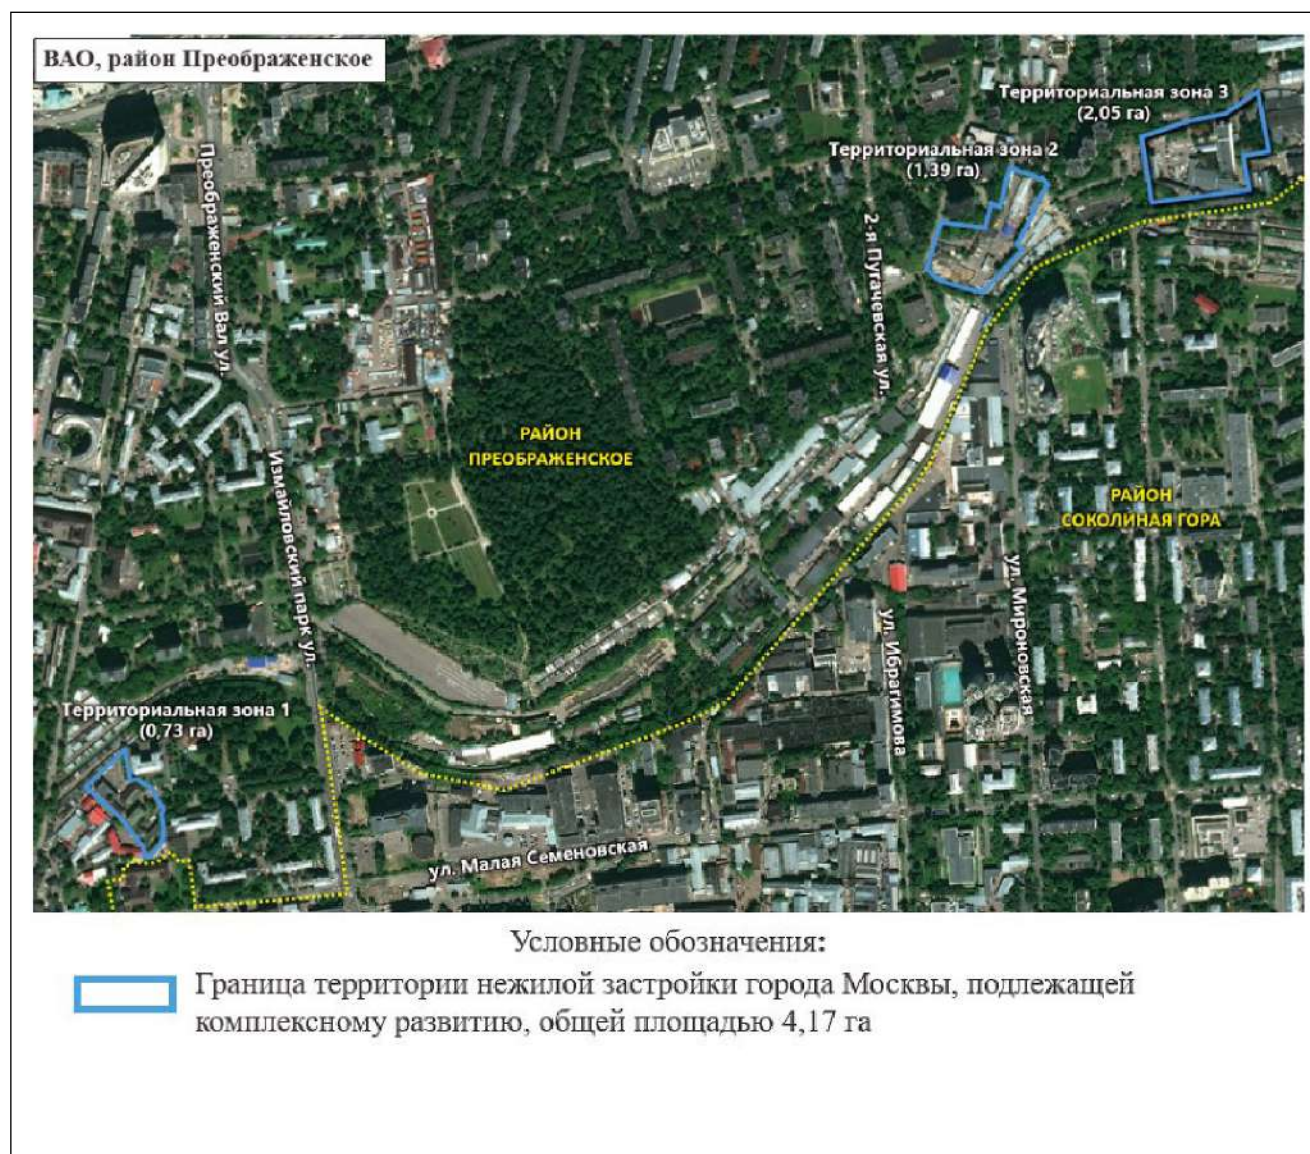 ВАО, район Преображенское
Территориальная зона 3
(2,05 га)
Территориальная зона 2
(1,39 га)
Преображенский Вал ул.
2-я Пугачевская ул.
РАЙОН
ПРЕОБРАЖЕНСКОЕ
Измайловский парк ул.
РАЙОН
СОКОЛИНАЯ ГОРА
ул. Мироновская
ул. Ибрагимова
Территориальная зона 1
(0,73 га)
ул. Малая Семеновская
Условные обозначения:
Граница территории нежилой застройки города Москвы, подлежащей
комплексному развитию, общей площадью 4,17 га